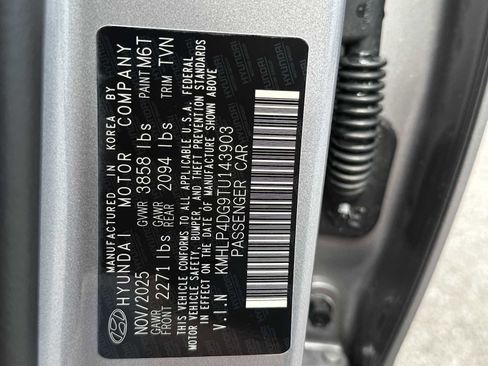 MANUFACTURED IN KOREA BY
HYUNDAI MOTOR COMPANY
NOV/2025 GVWR 3858 lbs PAINT M6T
GAWR FRONT 2271 lbs GAWR REAR 2094 lbs TRIM TVN
THIS VEHICLE CONFORMS TO ALL APPLICABLE U.S.A. FEDERAL
MOTOR VEHICLE SAFETY, BUMPER, AND THEFT PREVENTION STANDARDS
IN EFFECT ON THE DATE OF MANUFACTURE SHOWN ABOVE
V.I.N KMHLP4DG9TU143903
PASSENGER CAR